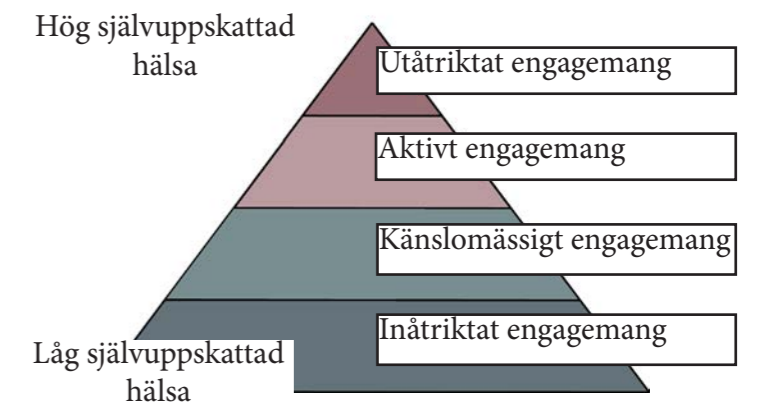 Hög självuppskattad
hälsa
Utåtriktat engagemang
Aktivt engagemang
Känslomässigt engagemang
Inåtriktat engagemang
Låg självuppskattad
hälsa